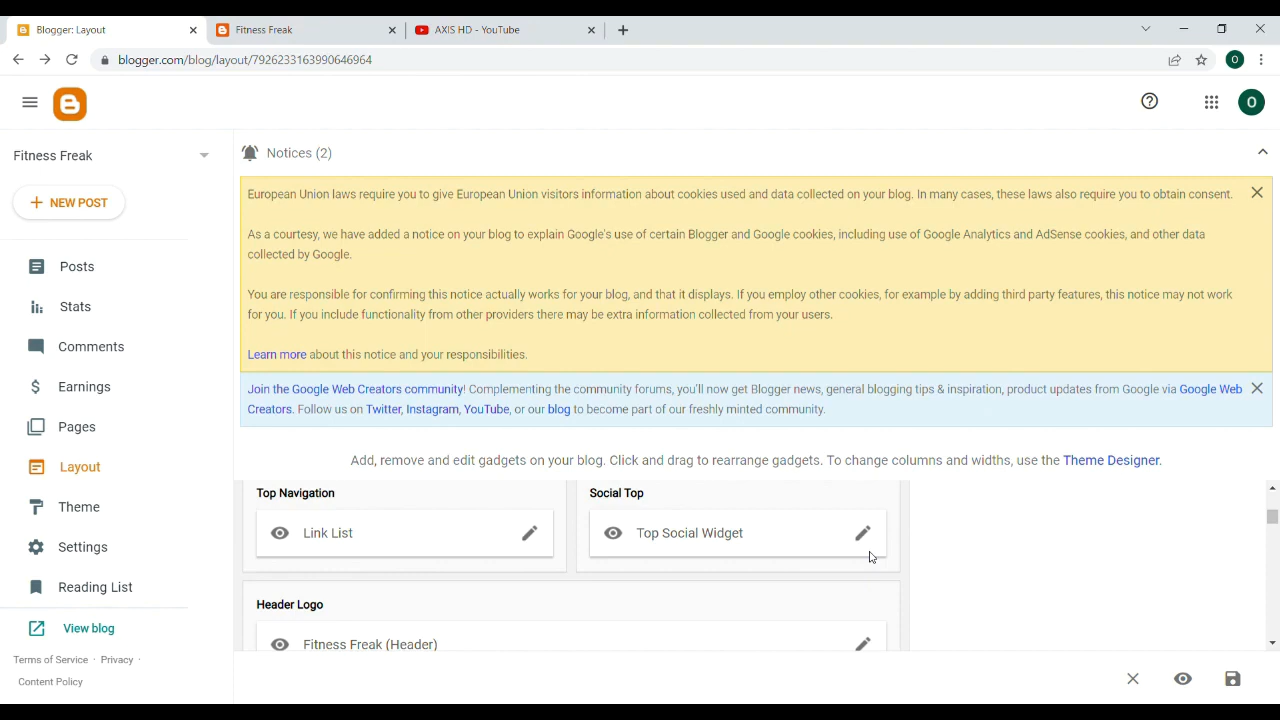 Blogger: Layout
Fitness Freak
AXIS HD - YouTube
blogger.com/blog/layout/7926233163990646964
O
O
Fitness Freak
NEW POST
Posts
Stats
Comments
Earnings
Pages
Layout
Theme
Settings
Reading List
View blog
Terms of Service · Privacy ·
Content Policy
Notices (2)
European Union laws require you to give European Union visitors information about cookies used and data collected on your blog. In many cases, these laws also require you to obtain consent.
As a courtesy, we have added a notice on your blog to explain Google's use of certain Blogger and Google cookies, including use of Google Analytics and AdSense cookies, and other data
collected by Google.
You are responsible for confirming this notice actually works for your blog, and that it displays. If you employ other cookies, for example by adding third party features, this notice may not work
for you. If you include functionality from other providers there may be extra information collected from your users.
Learn more about this notice and your responsibilities.
Join the Google Web Creators community! Complementing the community forums, you'll now get Blogger news, general blogging tips & inspiration, product updates from Google via Google Web
Creators. Follow us on Twitter, Instagram, YouTube, or our blog to become part of our freshly minted community.
Add, remove and edit gadgets on your blog. Click and drag to rearrange gadgets. To change columns and widths, use the Theme Designer.
Top Navigation
Link List
Social Top
Top Social Widget
Header Logo
Fitness Freak (Header)